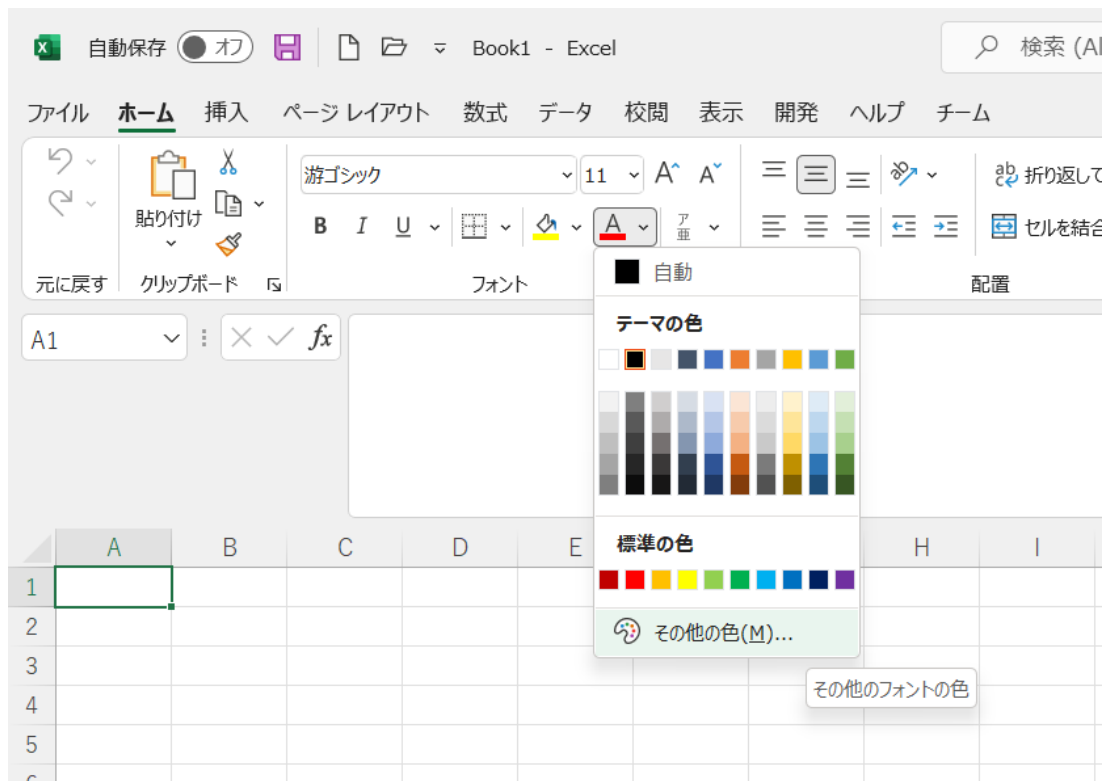 自動保存 オフ Book1 - Excel 検索 (Al
ファイル ホーム 挿入 ページ レイアウト 数式 データ 校閲 表示 開発 ヘルプ チーム
游ゴシック 11 A A ab 折り返して
貼り付け B I U A ア亜 セルを結合
元に戻す クリップボード フォント 配置
自動
A1 fx
テーマの色
標準の色
A B C D E H I
1
その他の色(M)...
2
3
その他のフォントの色
4
5